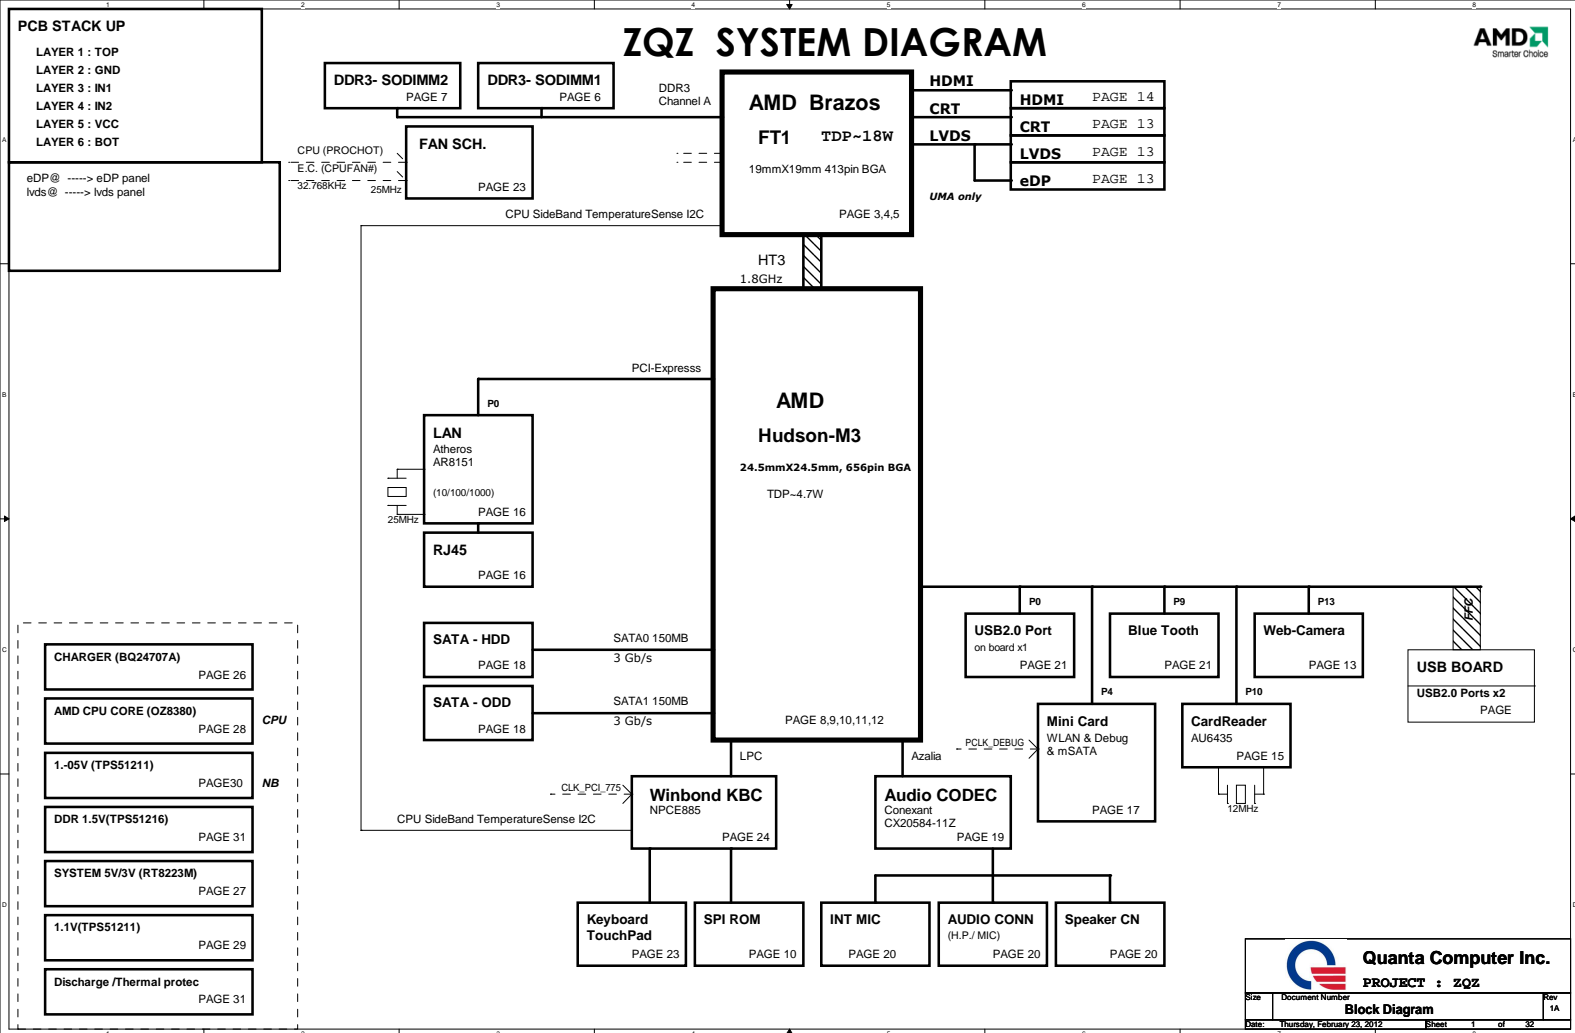 ZQZ SYSTEM DIAGRAM
AMD
Smarter Choice
PCB STACK UP
LAYER 1 : TOP
LAYER 2 : GND
LAYER 3 : IN1
LAYER 4 : IN2
LAYER 5 : VCC
LAYER 6 : BOT
eDP@ -----> eDP panel
lvds@ -----> lvds panel
DDR3- SODIMM2
PAGE 7
DDR3- SODIMM1
PAGE 6
DDR3
Channel A
CPU (PROCHOT)
E.C. (CPUFAN#)
32.768KHz
25MHz
FAN SCH.
PAGE 23
AMD Brazos
FT1 TDP~18W
19mmX19mm 413pin BGA
PAGE 3,4,5
HDMI
CRT
LVDS
UMA only
HDMI PAGE 14
CRT PAGE 13
LVDS PAGE 13
eDP PAGE 13
CPU SideBand TemperatureSense I2C
HT3
1.8GHz
PCI-Expresss
P0
LAN
Atheros
AR8151
(10/100/1000)
PAGE 16
25MHz
RJ45
PAGE 16
AMD
Hudson-M3
24.5mmX24.5mm, 656pin BGA
TDP~4.7W
PAGE 8,9,10,11,12
SATA - HDD
PAGE 18
SATA0 150MB
3 Gb/s
SATA - ODD
PAGE 18
SATA1 150MB
3 Gb/s
P0
USB2.0 Port
on board x1
PAGE 21
P9
Blue Tooth
PAGE 21
P13
Web-Camera
PAGE 13
FFC
USB BOARD
USB2.0 Ports x2
PAGE
P4
Mini Card
WLAN & Debug
& mSATA
PAGE 17
PCLK_DEBUG
P10
CardReader
AU6435
PAGE 15
12MHz
LPC
Azalia
CLK_PCI_775
Winbond KBC
NPCE885
PAGE 24
CPU SideBand TemperatureSense I2C
Audio CODEC
Conexant
CX20584-11Z
PAGE 19
Keyboard
TouchPad
PAGE 23
SPI ROM
PAGE 10
INT MIC
PAGE 20
AUDIO CONN
(H.P./ MIC)
PAGE 20
Speaker CN
PAGE 20
CHARGER (BQ24707A)
PAGE 26
AMD CPU CORE (OZ8380)
PAGE 28
CPU
1.-05V (TPS51211)
PAGE30
NB
DDR 1.5V(TPS51216)
PAGE 31
SYSTEM 5V/3V (RT8223M)
PAGE 27
1.1V(TPS51211)
PAGE 29
Discharge /Thermal protec
PAGE 31
Quanta Computer Inc.
PROJECT : ZQZ
Size Document Number Rev
Block Diagram 1A
Date: Thursday, February 23, 2012 Sheet 1 of 32